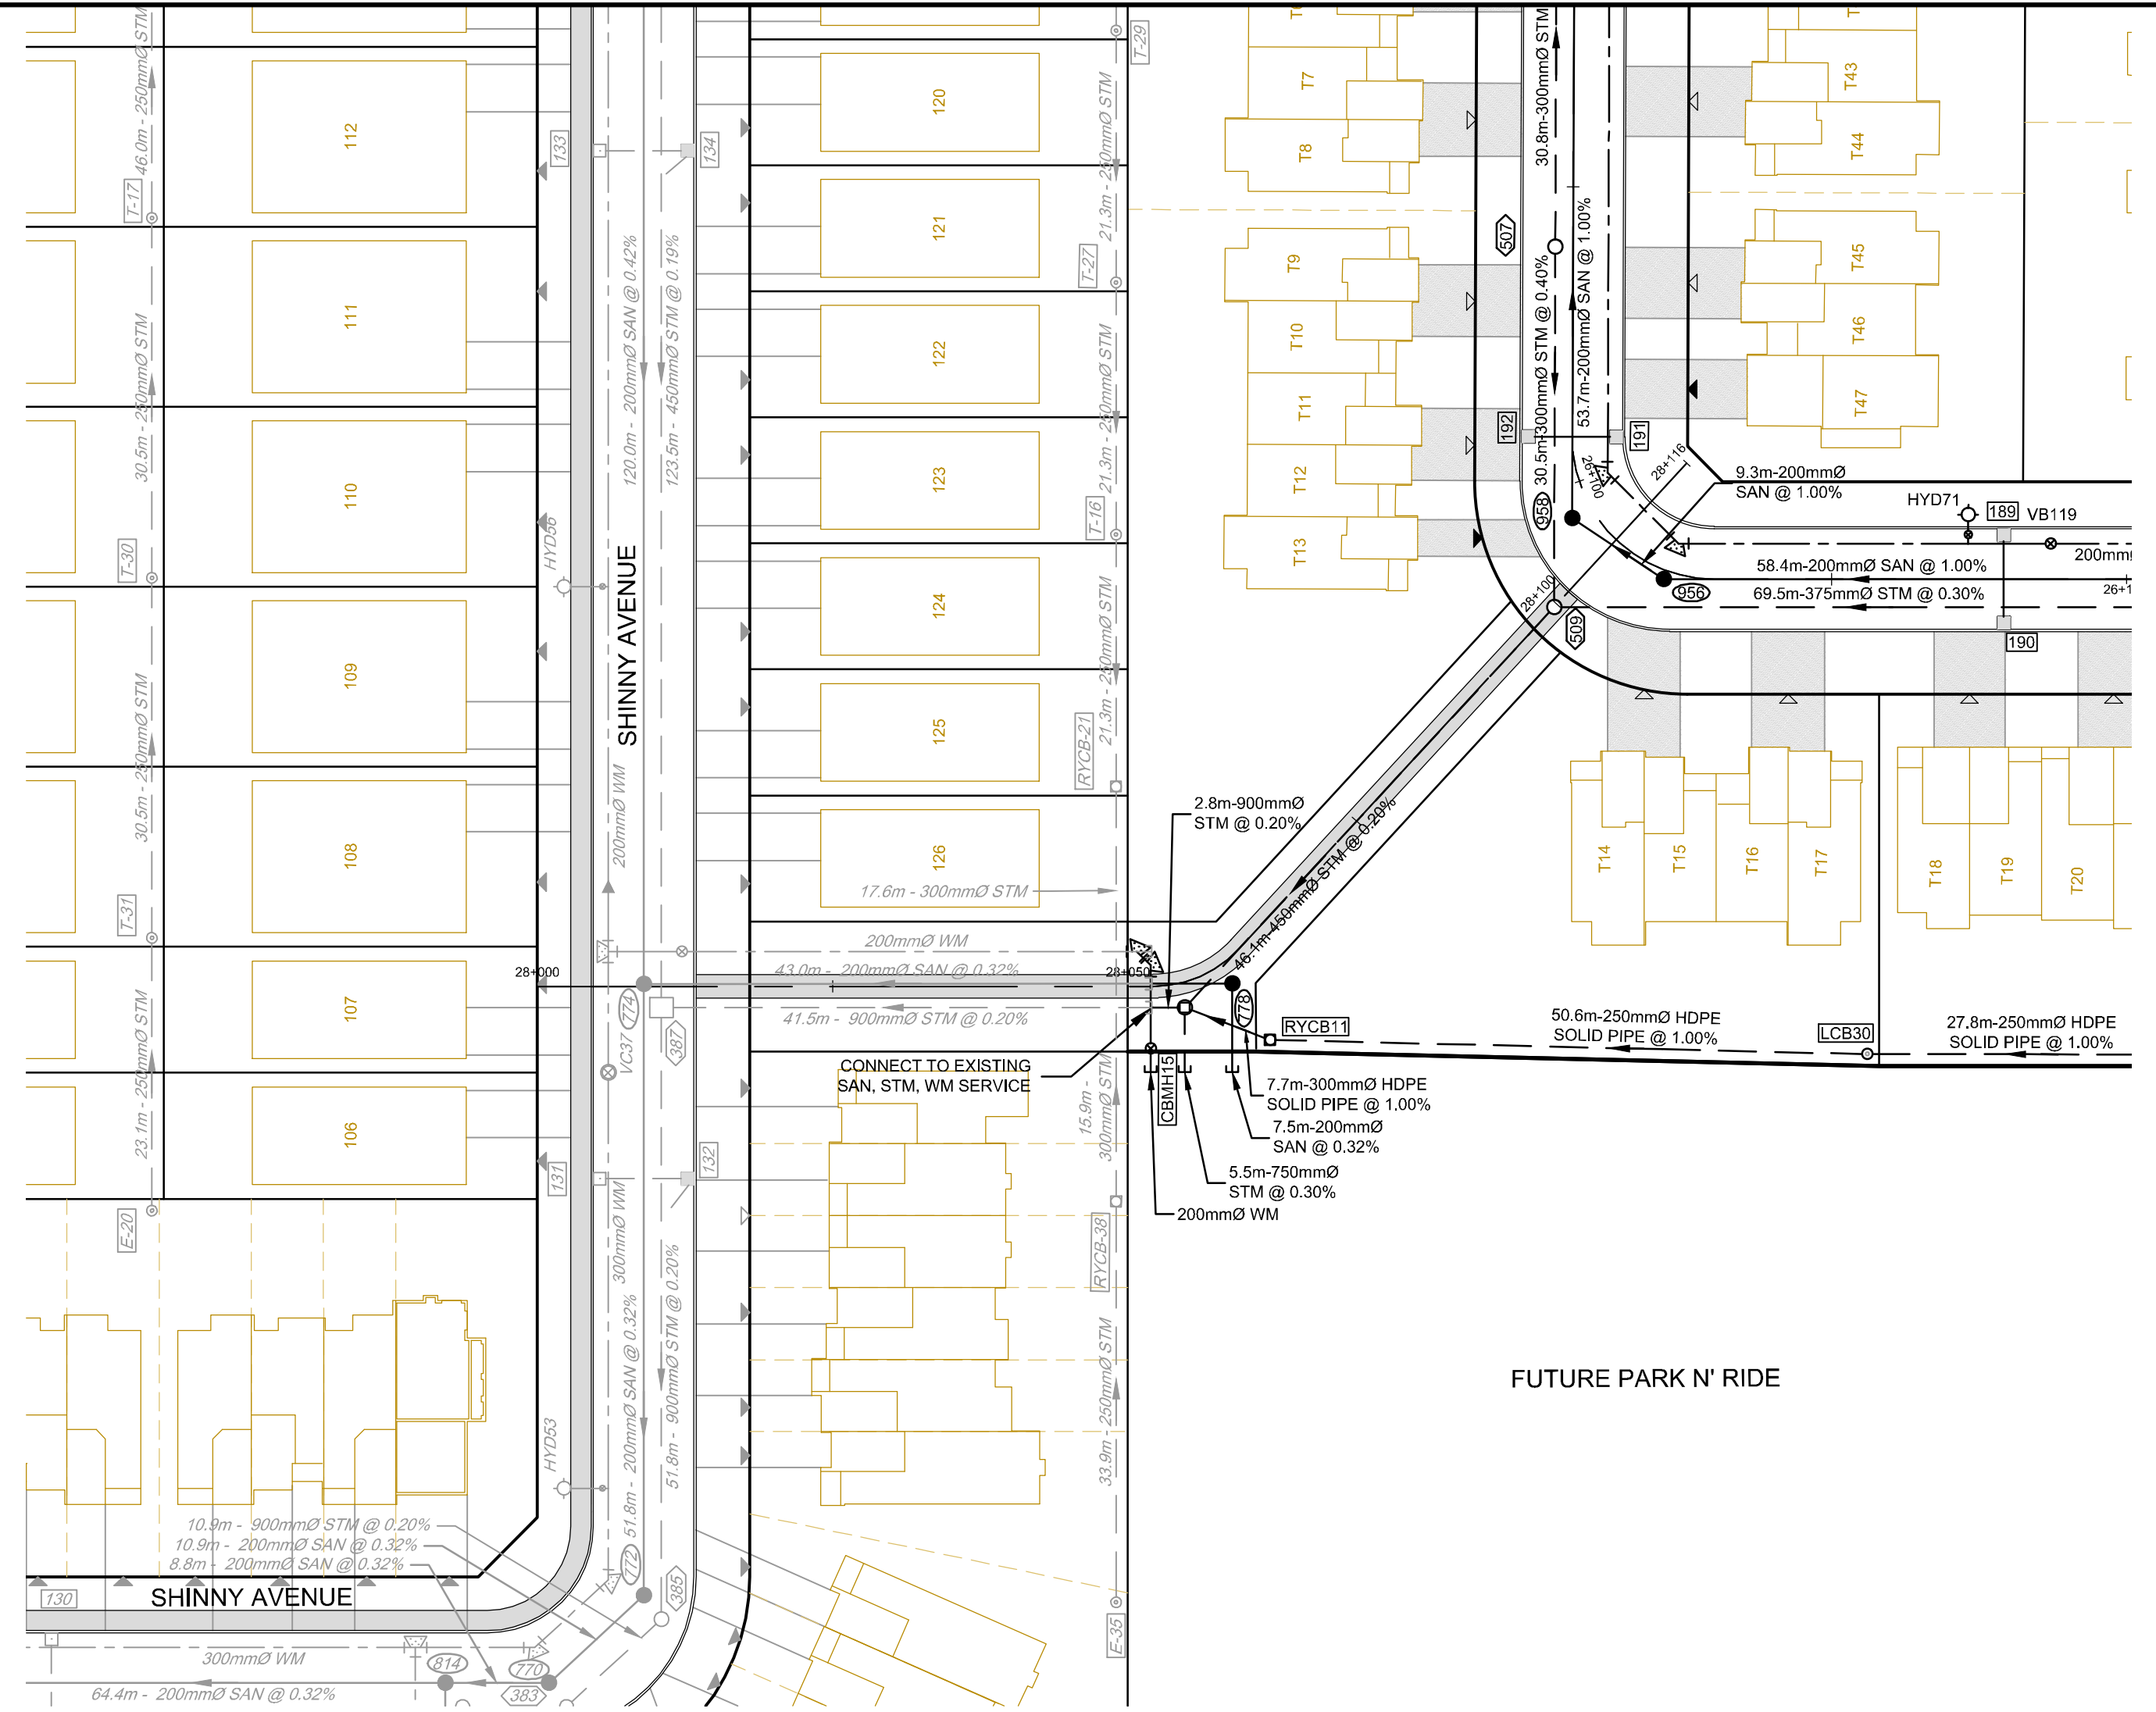 46.0m - 250mmØ STM
T-17
30.5m - 250mmØ STM
T-30
30.5m - 250mmØ STM
T-31
23.1m - 250mmØ STM
E-20
112
111
110
109
108
107
106
133
HYD56
28+000
131
HYD53
SHINNY AVENUE
120.0m - 200mmØ SAN @ 0.42%
123.5m - 450mmØ STM @ 0.19%
134
200mmØ WM
VC37
774
387
132
300mmØ WM
51.8m - 200mmØ SAN @ 0.32%
51.8m - 900mmØ STM @ 0.20%
772
385
10.9m - 900mmØ STM @ 0.20%
10.9m - 200mmØ SAN @ 0.32%
8.8m - 200mmØ SAN @ 0.32%
130
SHINNY AVENUE
300mmØ WM
814
770
383
64.4m - 200mmØ SAN @ 0.32%
120
121
122
123
124
125
126
T-29
21.3m - 250mmØ STM
T-27
21.3m - 250mmØ STM
T-16
21.3m - 250mmØ STM
RYCB-21
17.6m - 300mmØ STM
200mmØ WM
43.0m - 200mmØ SAN @ 0.32%
28+050
41.5m - 900mmØ STM @ 0.20%
CONNECT TO EXISTING
SAN, STM, WM SERVICE
15.9m -
300mmØ STM
RYCB-38
33.9m - 250mmØ STM
E-35
T7
T8
T9
T10
T11
T12
T13
30.8m-300mmØ STM
507
30.5m-300mmØ STM @ 0.40%
53.7m-200mmØ SAN @ 1.00%
192
191
958
26+100
28+116
T43
T44
T45
T46
T47
9.3m-200mmØ
SAN @ 1.00%
HYD71
189
VB119
200mm
58.4m-200mmØ SAN @ 1.00%
956
69.5m-375mmØ STM @ 0.30%
26+1
28+100
509
190
T14
T15
T16
T17
T18
T19
T20
2.8m-900mmØ
STM @ 0.20%
46.1m-450mmØ STM @ 0.20%
778
RYCB11
50.6m-250mmØ HDPE
SOLID PIPE @ 1.00%
LCB30
27.8m-250mmØ HDPE
SOLID PIPE @ 1.00%
CBMH15
7.7m-300mmØ HDPE
SOLID PIPE @ 1.00%
7.5m-200mmØ
SAN @ 0.32%
5.5m-750mmØ
STM @ 0.30%
200mmØ WM
FUTURE PARK N' RIDE
21.3m - 250mmØ STM